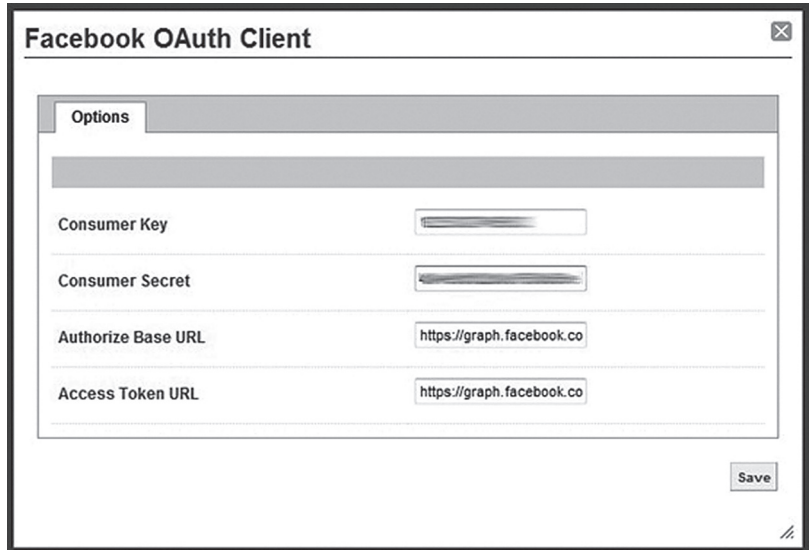 Facebook OAuth Client
Options
Consumer Key
Consumer Secret
Authorize Base URL
https://graph.facebook.co
Access Token URL
https://graph.facebook.co
Save